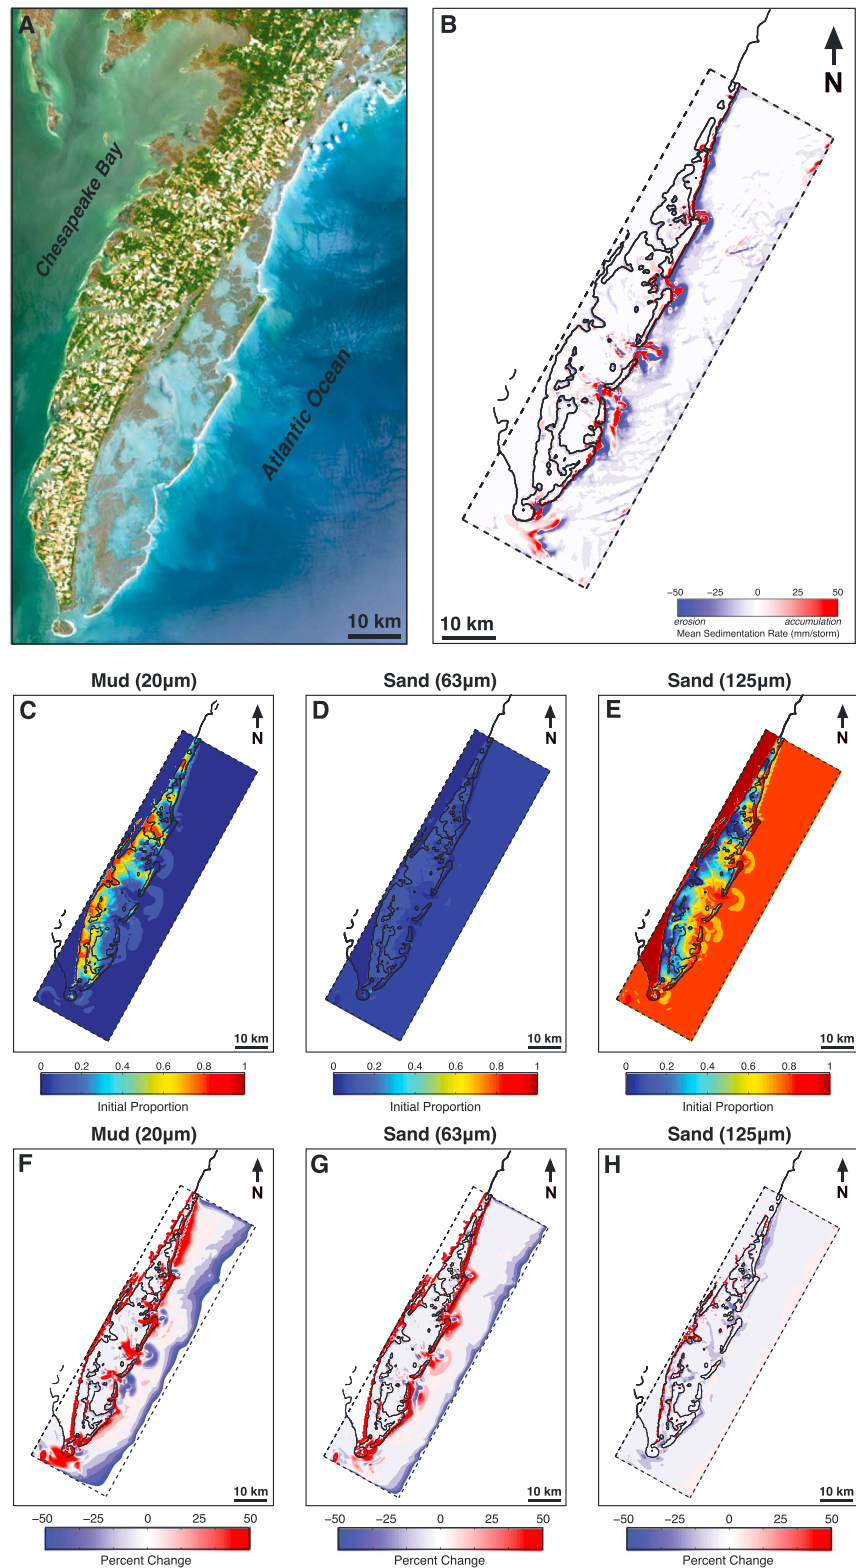 A
Chesapeake Bay
Atlantic Ocean
10 km
B
N
−50 −25 0 25 50
erosion accumulation
Mean Sedimentation Rate (mm/storm)
10 km
Mud (20μm)
C
N
10 km
0 0.2 0.4 0.6 0.8 1
Initial Proportion
Sand (63μm)
D
N
10 km
0 0.2 0.4 0.6 0.8 1
Initial Proportion
Sand (125μm)
E
N
10 km
0 0.2 0.4 0.6 0.8 1
Initial Proportion
Mud (20μm)
F
N
10 km
−50 −25 0 25 50
Percent Change
Sand (63μm)
G
N
10 km
−50 −25 0 25 50
Percent Change
Sand (125μm)
H
N
10 km
−50 −25 0 25 50
Percent Change